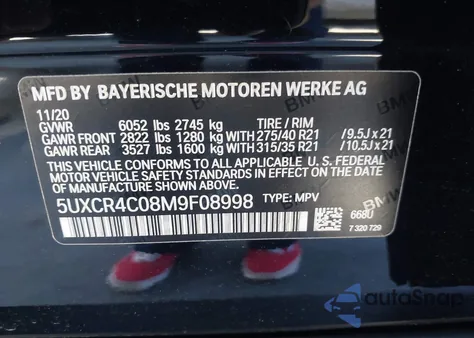 MFD BY BAYERISCHE MOTOREN WERKE AG
11/20
GVWR 6052 lbs 2745 kg TIRE / RIM
GAWR FRONT 2822 lbs 1280 kg WITH 275/40 R21 /9.5J x 21
GAWR REAR 3527 lbs 1600 kg WITH 315/35 R21 /10.5J x 21
THIS VEHICLE CONFORMS TO ALL APPLICABLE U. S. FEDERAL
MOTOR VEHICLE SAFETY STANDARDS IN EFFECT ON THE DATE
OF MANUFACTURE SHOWN ABOVE.
5UXCR4C08M9F08998 TYPE: MPV
668U
7 320 729
autoSnap